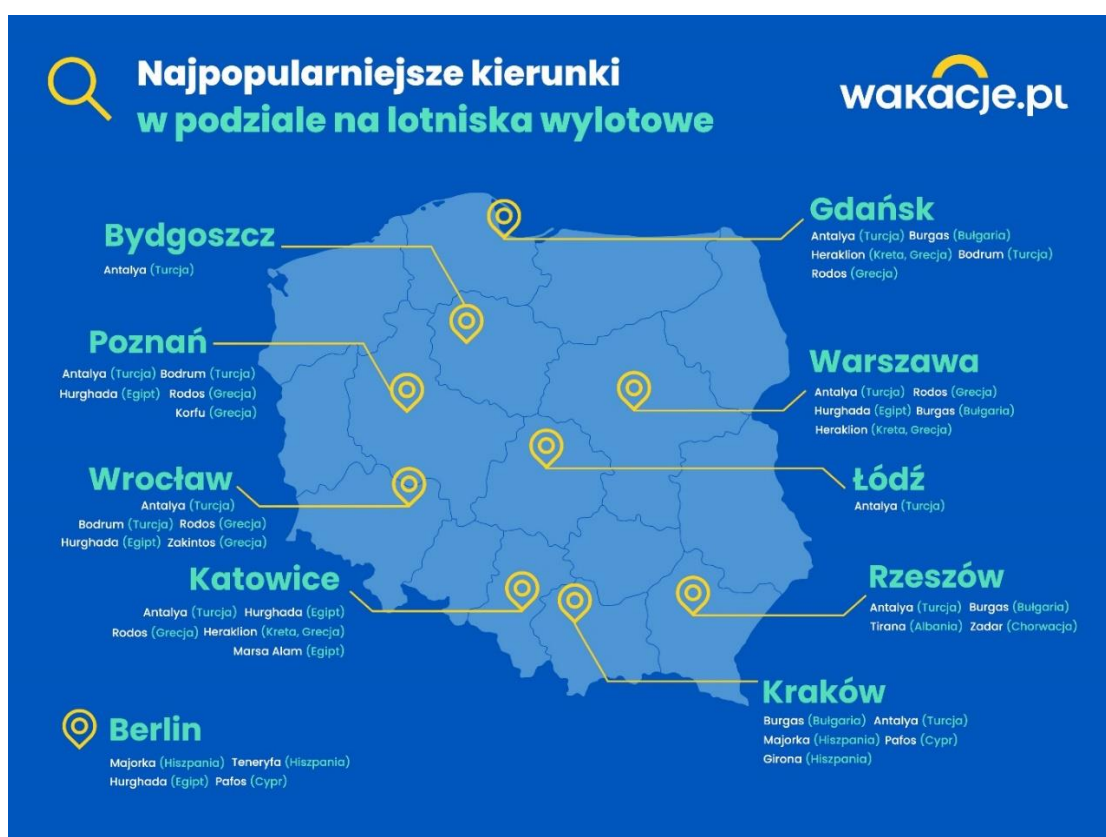 Najpopularniejsze kierunki
w podziale na lotniska wylotowe
wakacje.pl
Bydgoszcz
Antalya (Turcja)
Poznań
Antalya (Turcja) Bodrum (Turcja)
Hurghada (Egipt) Rodos (Grecja)
Korfu (Grecja)
Wrocław
Antalya (Turcja)
Bodrum (Turcja) Rodos (Grecja)
Hurghada (Egipt) Zakintos (Grecja)
Katowice
Antalya (Turcja) Hurghada (Egipt)
Rodos (Grecja) Heraklion (Kreta, Grecja)
Marsa Alam (Egipt)
Berlin
Majorka (Hiszpania) Teneryfa (Hiszpania)
Hurghada (Egipt) Pafos (Cypr)
Gdańsk
Antalya (Turcja) Burgas (Bułgaria)
Heraklion (Kreta, Grecja) Bodrum (Turcja)
Rodos (Grecja)
Warszawa
Antalya (Turcja) Rodos (Grecja)
Hurghada (Egipt) Burgas (Bułgaria)
Heraklion (Kreta, Grecja)
Łódź
Antalya (Turcja)
Rzeszów
Antalya (Turcja) Burgas (Bułgaria)
Tirana (Albania) Zadar (Chorwacja)
Kraków
Burgas (Bułgaria) Antalya (Turcja)
Majorka (Hiszpania) Pafos (Cypr)
Girona (Hiszpania)